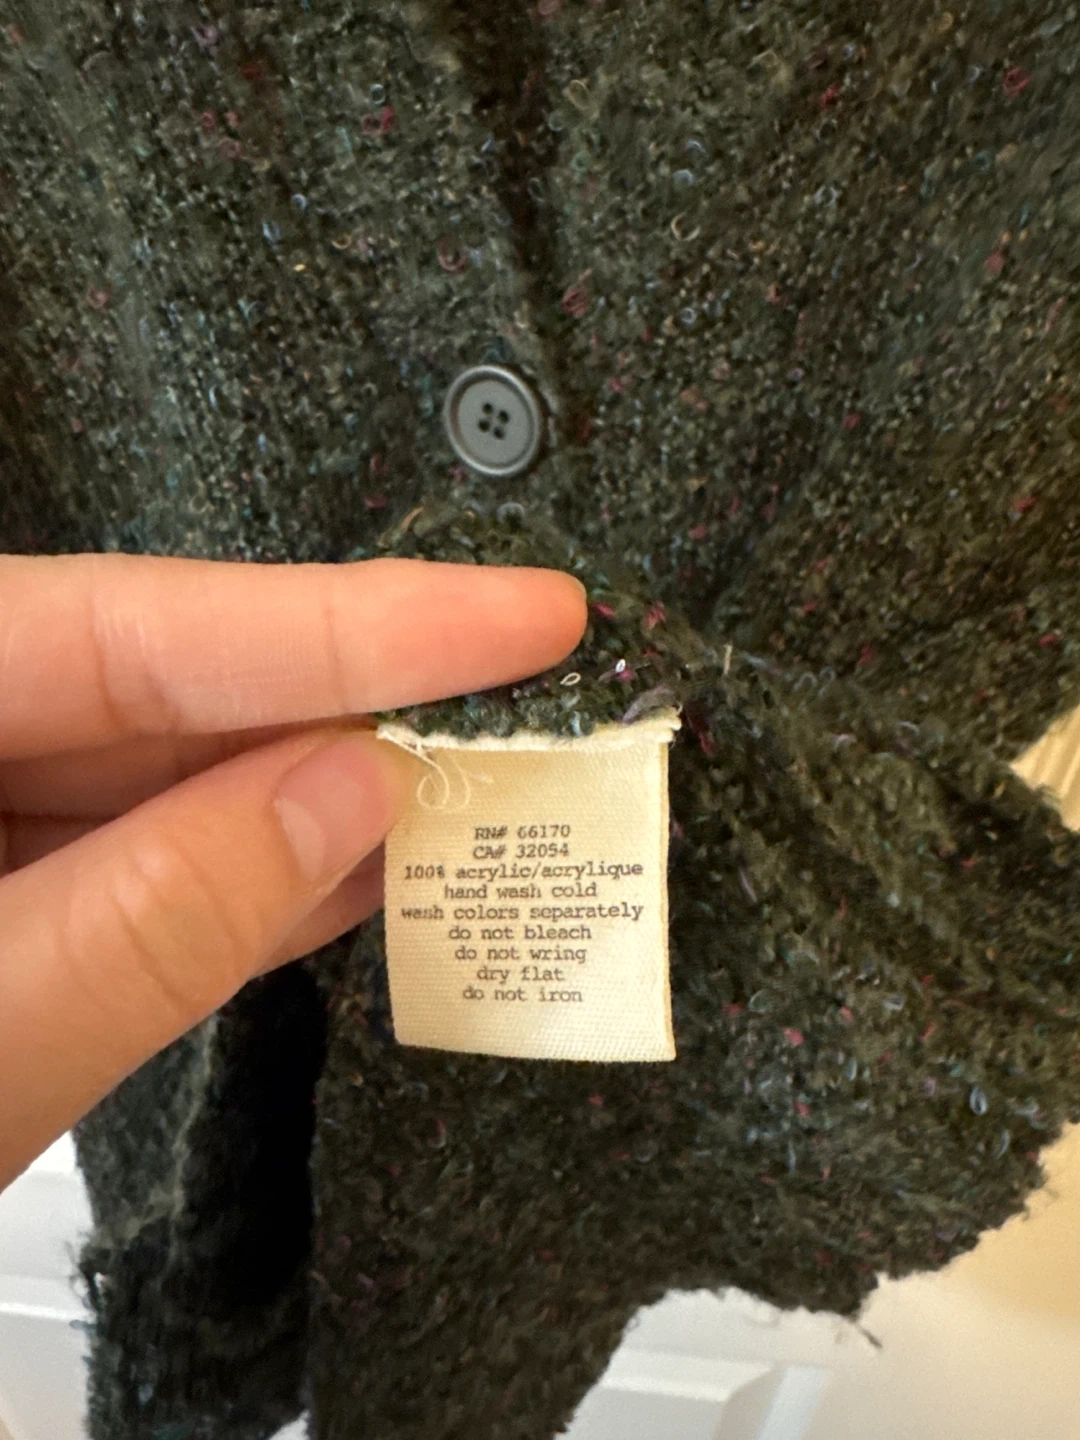 RN# 66170
CA# 32054
100% acrylic/acrylique
hand wash cold
wash colors separately
do not bleach
do not wring
dry flat
do not iron